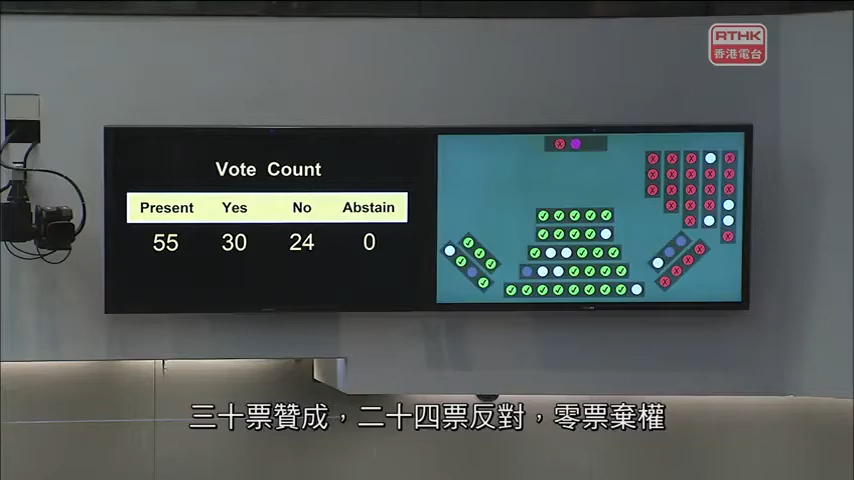 RTHK
香港電台
Vote Count
Present Yes No Abstain
55 30 24 0
三十票贊成，二十四票反對，零票棄權